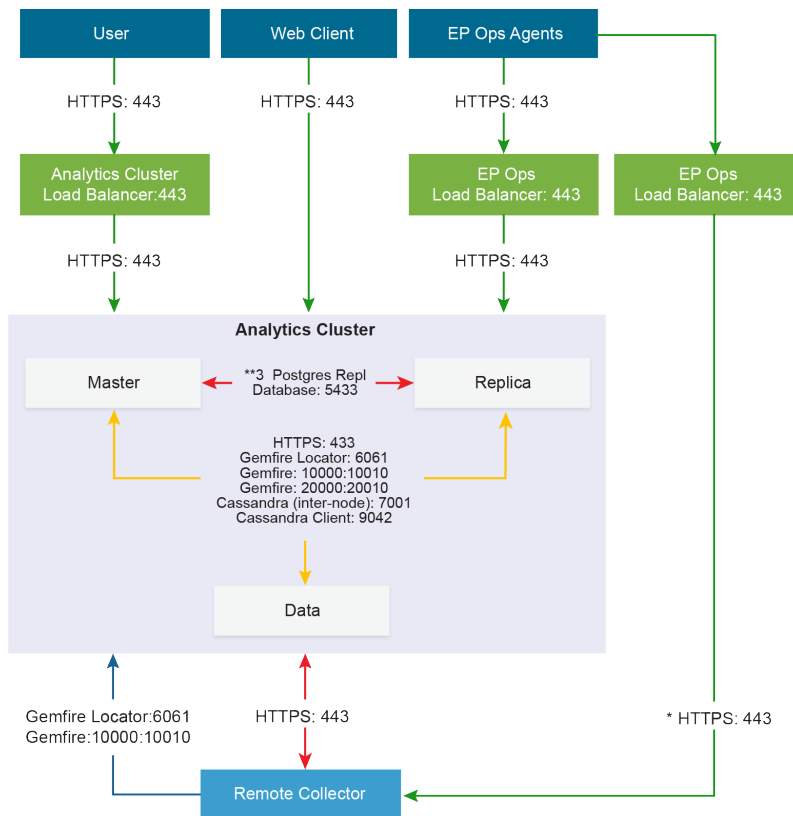 User
Web Client
EP Ops Agents
HTTPS: 443
HTTPS: 443
HTTPS: 443
Analytics Cluster
Load Balancer:443
EP Ops
Load Balancer: 443
EP Ops
Load Balancer: 443
HTTPS: 443
HTTPS: 443
Analytics Cluster
Master
**3 Postgres Repl
Database: 5433
Replica
HTTPS: 433
Gemfire Locator: 6061
Gemfire: 10000:10010
Gemfire: 20000:20010
Cassandra (inter-node): 7001
Cassandra Client: 9042
Data
Gemfire Locator:6061
Gemfire:10000:10010
HTTPS: 443
* HTTPS: 443
Remote Collector